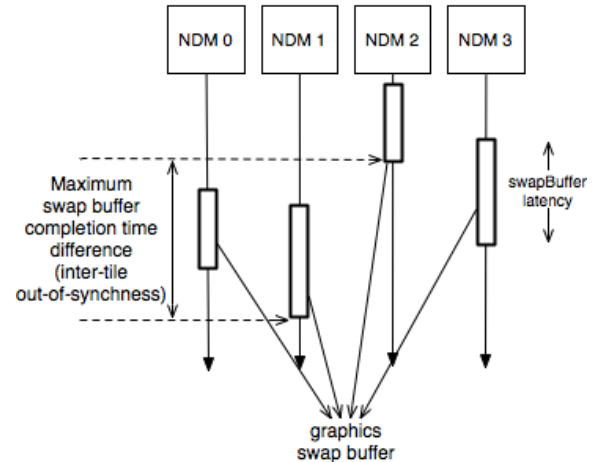 NDM 0
NDM 1
NDM 2
NDM 3
Maximum
swap buffer
completion time
difference
(inter-tile
out-of-synchness)
swapBuffer
latency
graphics
swap buffer